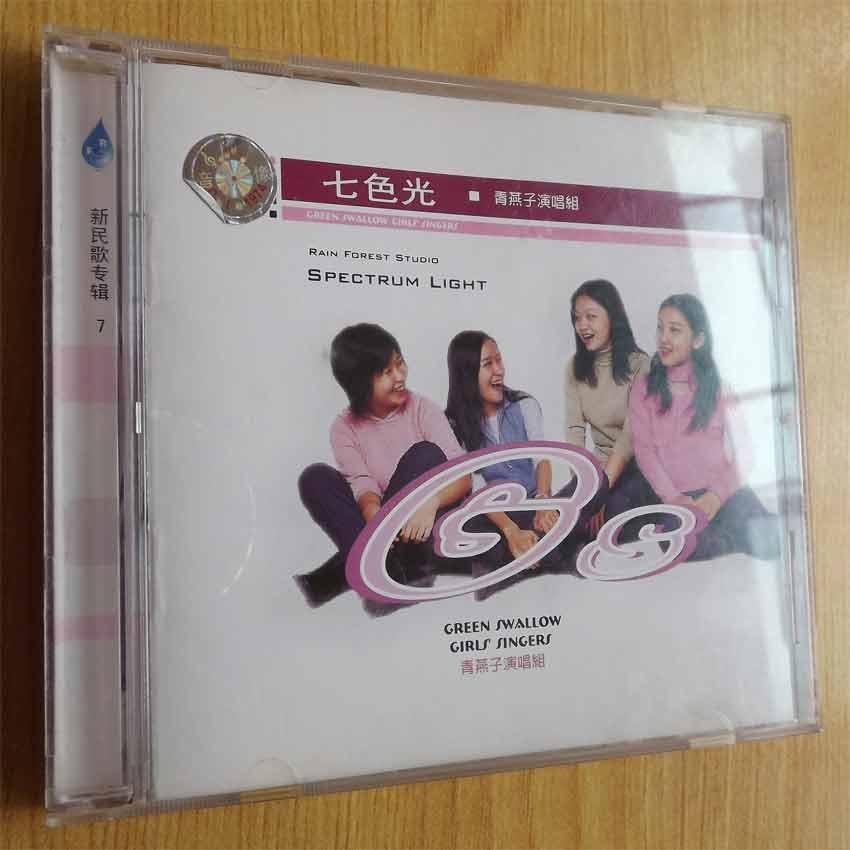 新民歌专辑 7
七色光 ▪ 青燕子演唱組
GREEN SWALLOW GIRLS' SINGERS
RAIN FOREST STUDIO
SPECTRUM LIGHT
GS
GREEN SWALLOW
GIRLS' SINGERS
青燕子演唱組